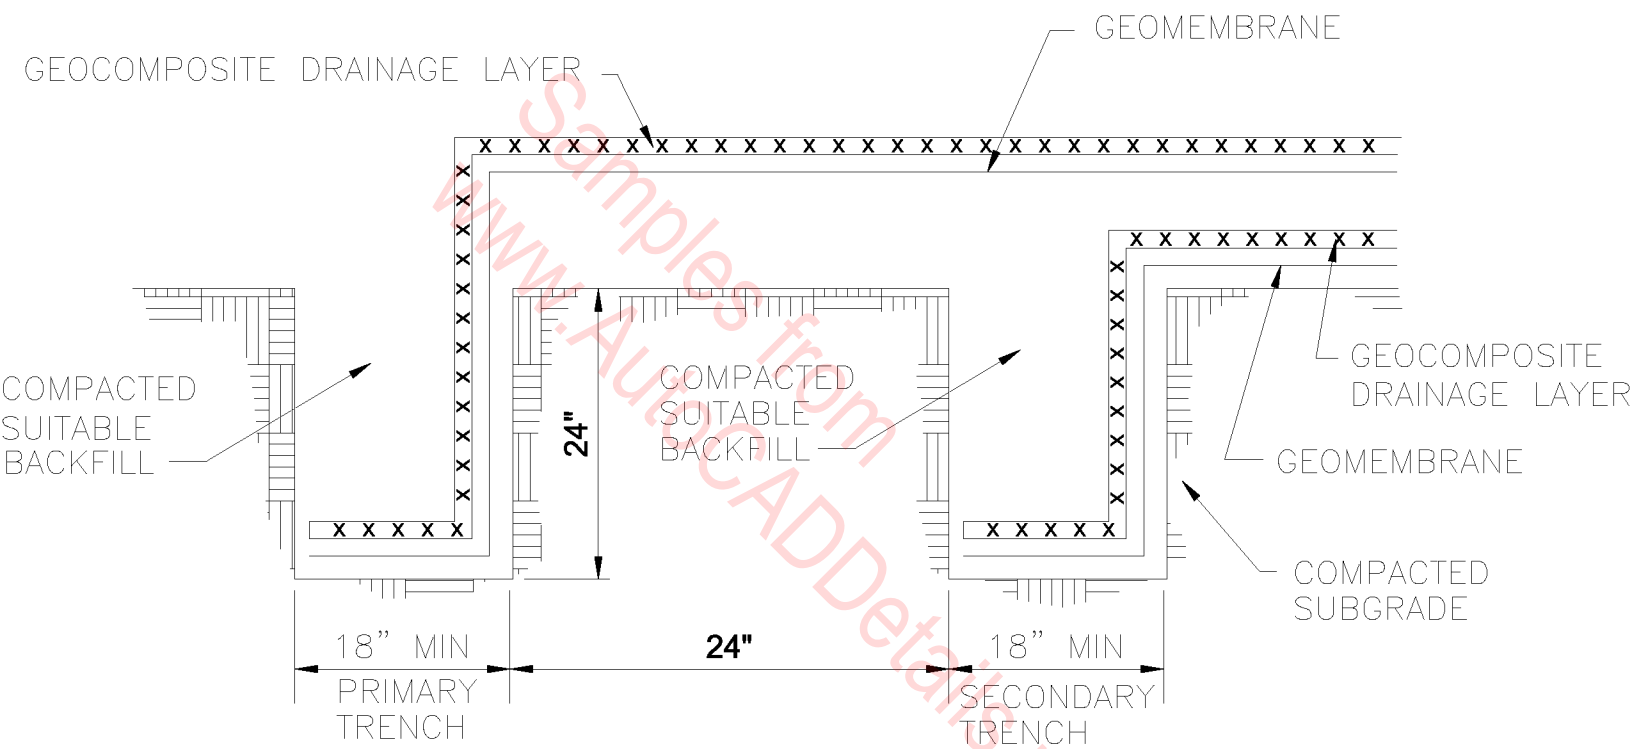 GEOMEMBRANE
GEOCOMPOSITE DRAINAGE LAYER
X X X X X X X X X X X X X X X X X X X X X X X X X X X X X X X
X X X X X X X X X X X X
X X X X X X X X X
X X X X X X X X X
COMPACTED
SUITABLE
BACKFILL
24"
COMPACTED
SUITABLE
BACKFILL
GEOCOMPOSITE
DRAINAGE LAYER
GEOMEMBRANE
X X X X X
X X X X X
COMPACTED
SUBGRADE
18” MIN
PRIMARY
TRENCH
24"
18” MIN
SECONDARY
TRENCH
Samples from
www.AutoCADDetails.